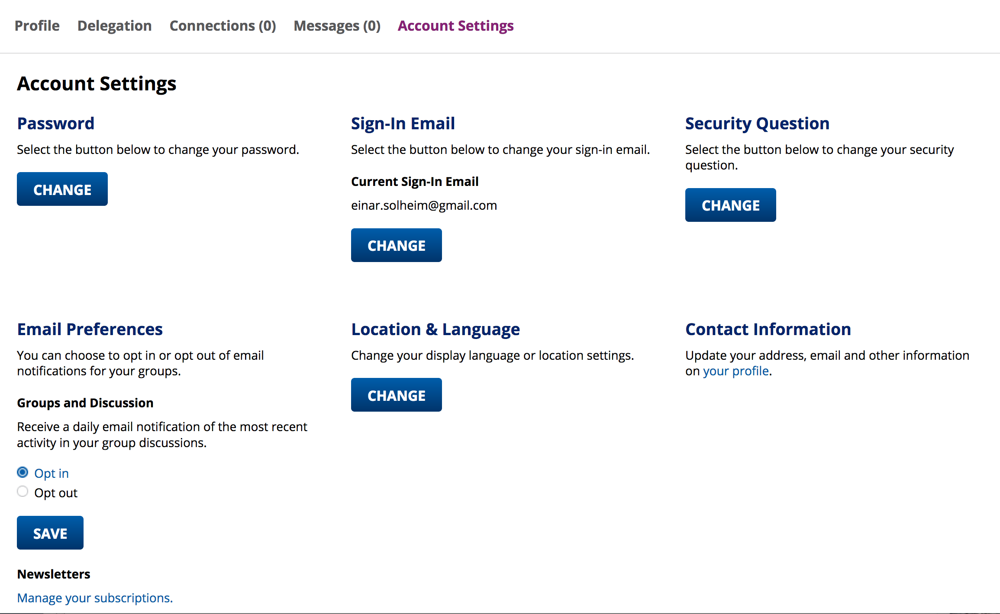 Profile Delegation Connections (0) Messages (0) Account Settings
Account Settings
Password
Select the button below to change your password.
CHANGE
Sign-In Email
Select the button below to change your sign-in email.
Current Sign-In Email
einar.solheim@gmail.com
CHANGE
Security Question
Select the button below to change your security
question.
CHANGE
Email Preferences
You can choose to opt in or opt out of email
notifications for your groups.
Groups and Discussion
Receive a daily email notification of the most recent
activity in your group discussions.
Opt in
Opt out
SAVE
Newsletters
Manage your subscriptions.
Location & Language
Change your display language or location settings.
CHANGE
Contact Information
Update your address, email and other information
on your profile.